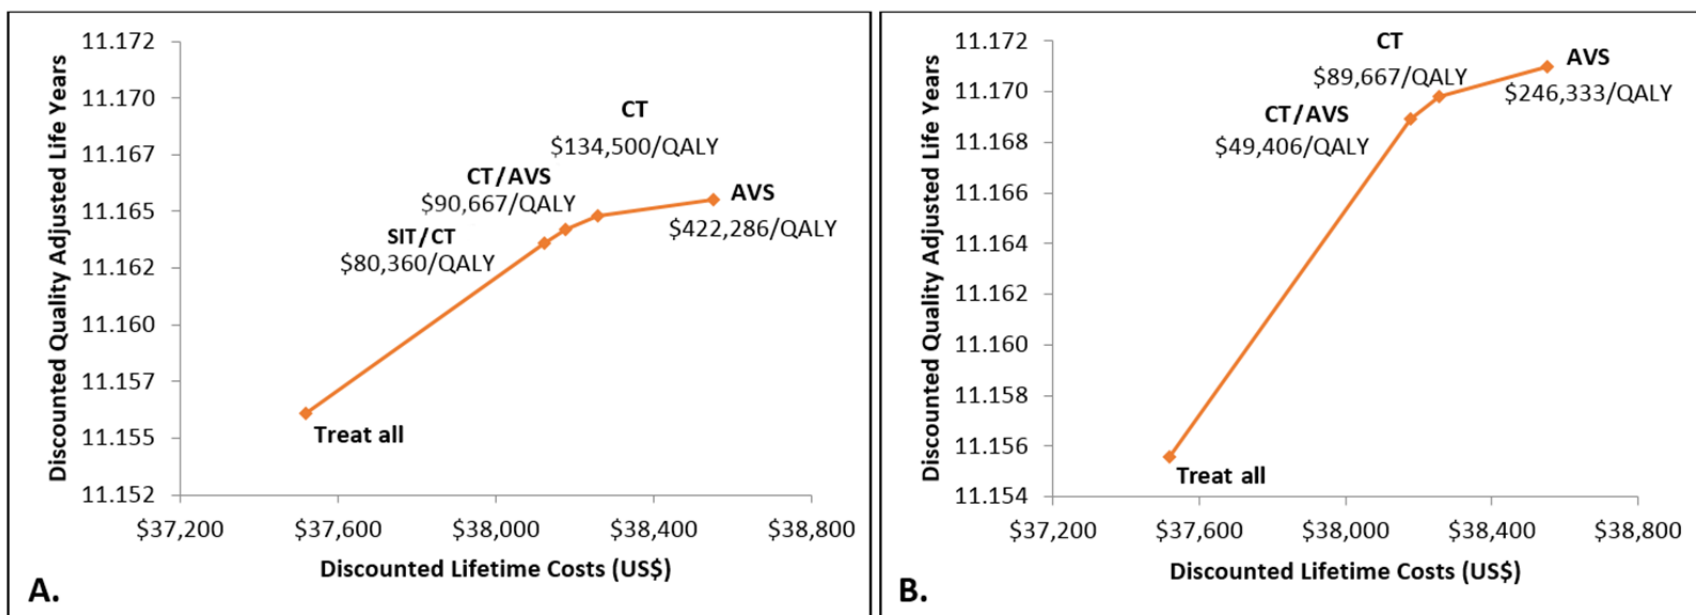 Discounted Quality Adjusted Life Years
11.172
11.170
11.167
11.165
11.162
11.160
11.157
11.155
11.152
CT
$134,500/QALY
CT/AVS
$90,667/QALY
AVS
$422,286/QALY
SIT/CT
$80,360/QALY
Treat all
$37,200 $37,600 $38,000 $38,400 $38,800
Discounted Lifetime Costs (US$)
A.
Discounted Quality Adjusted Life Years
11.172
11.170
11.168
11.166
11.164
11.162
11.160
11.158
11.156
11.154
CT
$89,667/QALY
AVS
$246,333/QALY
CT/AVS
$49,406/QALY
Treat all
$37,200 $37,600 $38,000 $38,400 $38,800
Discounted Lifetime Costs (US$)
B.